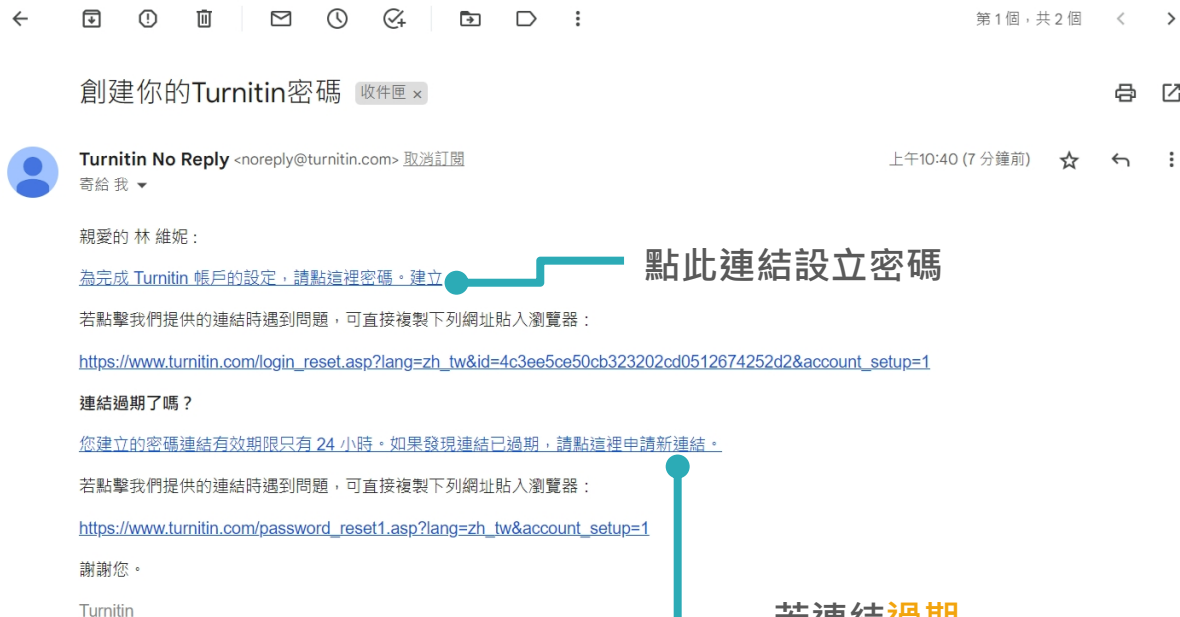 第 1 個，共 2 個
創建你的Turnitin密碼 收件匣 ×
Turnitin No Reply <noreply@turnitin.com> 取消訂閱 上午10:40 (7 分鐘前)
寄給 我
親愛的 林 維妮：
為完成 Turnitin 帳戶的設定，請點這裡密碼。建立
點此連結設立密碼
若點擊我們提供的連結時遇到問題，可直接複製下列網址貼入瀏覽器：
https://www.turnitin.com/login_reset.asp?lang=zh_tw&id=4c3ee5ce50cb323202cd0512674252d2&account_setup=1
連結過期了嗎？
您建立的密碼連結有效期限只有 24 小時。如果發現連結已過期，請點這裡申請新連結。
若點擊我們提供的連結時遇到問題，可直接複製下列網址貼入瀏覽器：
https://www.turnitin.com/password_reset1.asp?lang=zh_tw&account_setup=1
謝謝您。
Turnitin
若連結過期